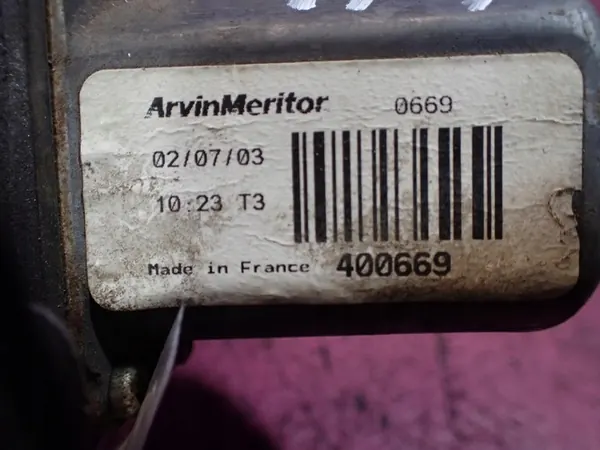 ArvinMeritor 0669
02/07/03
10:23 T3
Made in France 400669